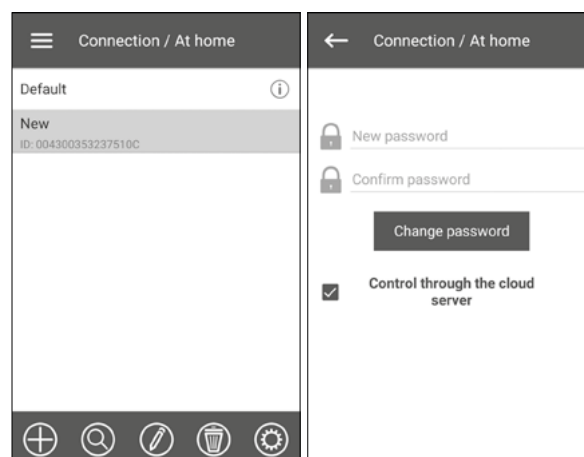 Connection / At home
Default
New
ID: 004300353237510C
Connection / At home
New password
Confirm password
Change password
Control through the cloud
server